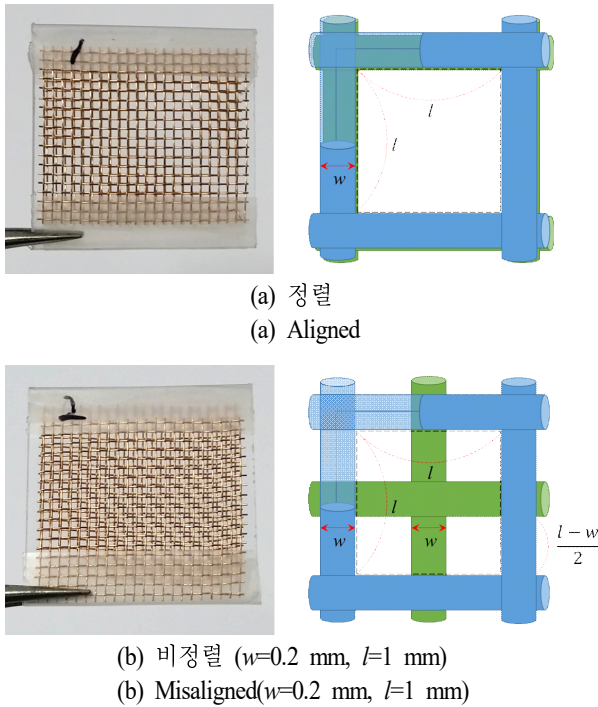 l
l
w
(a) 정렬
(a) Aligned
l
l
w
w
l − w
2
(b) 비정렬 (w=0.2 mm, l=1 mm)
(b) Misaligned(w=0.2 mm, l=1 mm)